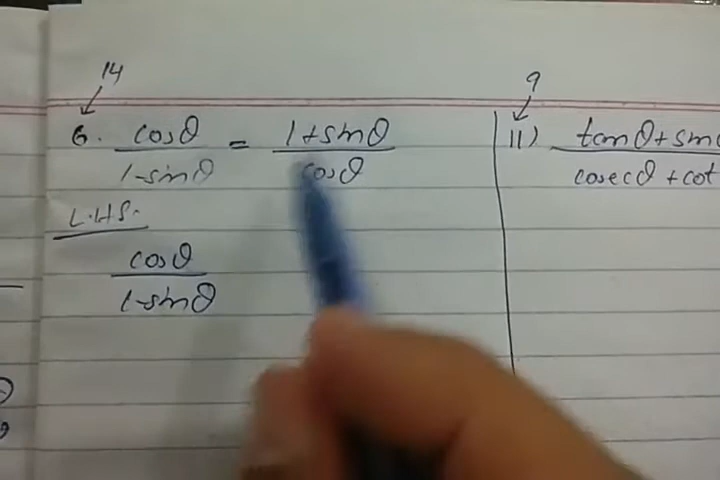 14
6. cosθ / 1-sinθ = 1+sinθ / cosθ
L.H.S.
cosθ / 1-sinθ
9
11) tanθ+sin / cosecθ+cot